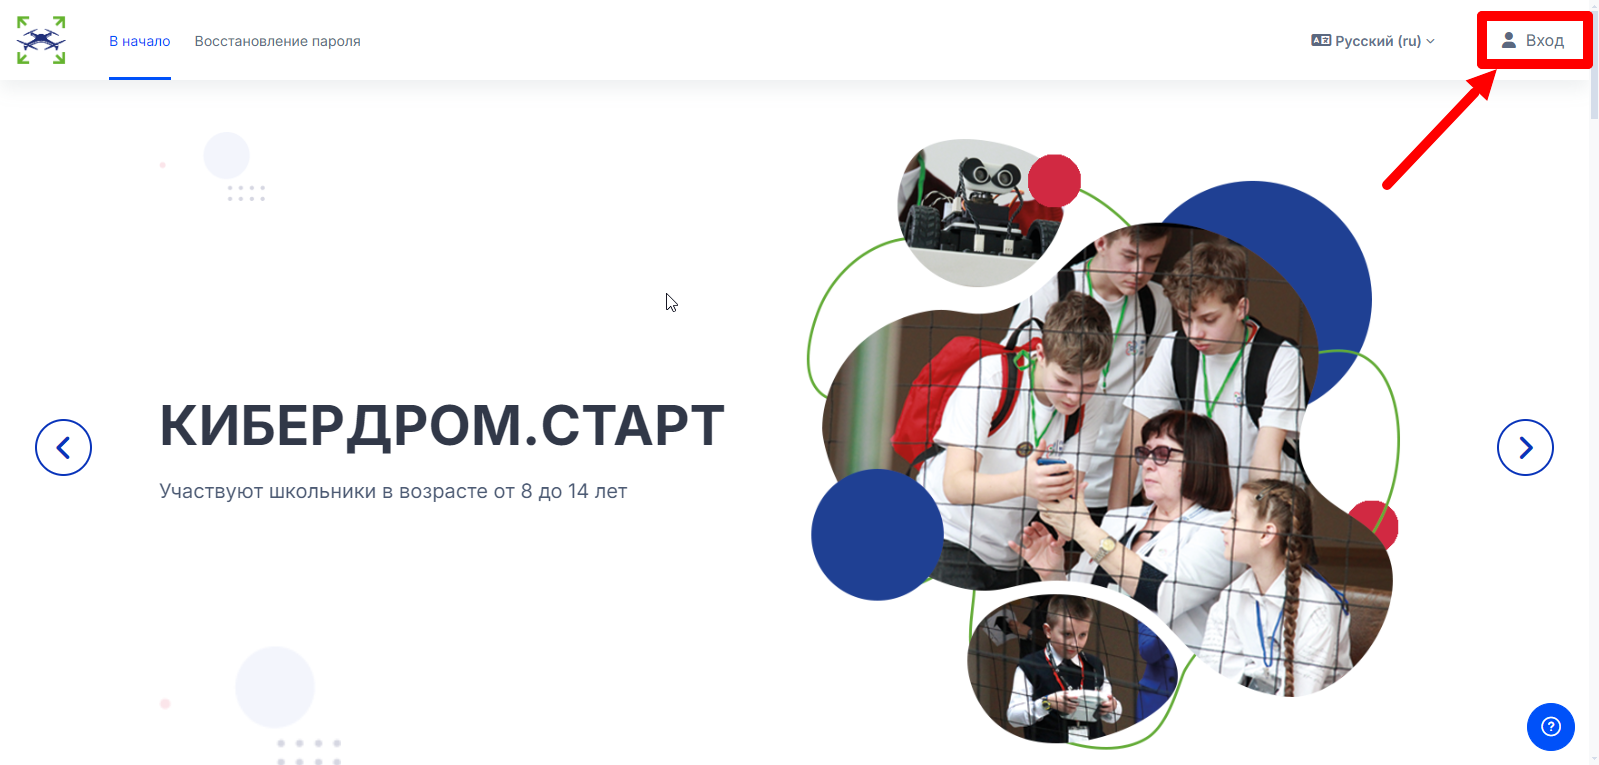 В начало
Восстановление пароля
Русский (ru)
Вход
КИБЕРДРОМ.СТАРТ
Участвуют школьники в возрасте от 8 до 14 лет